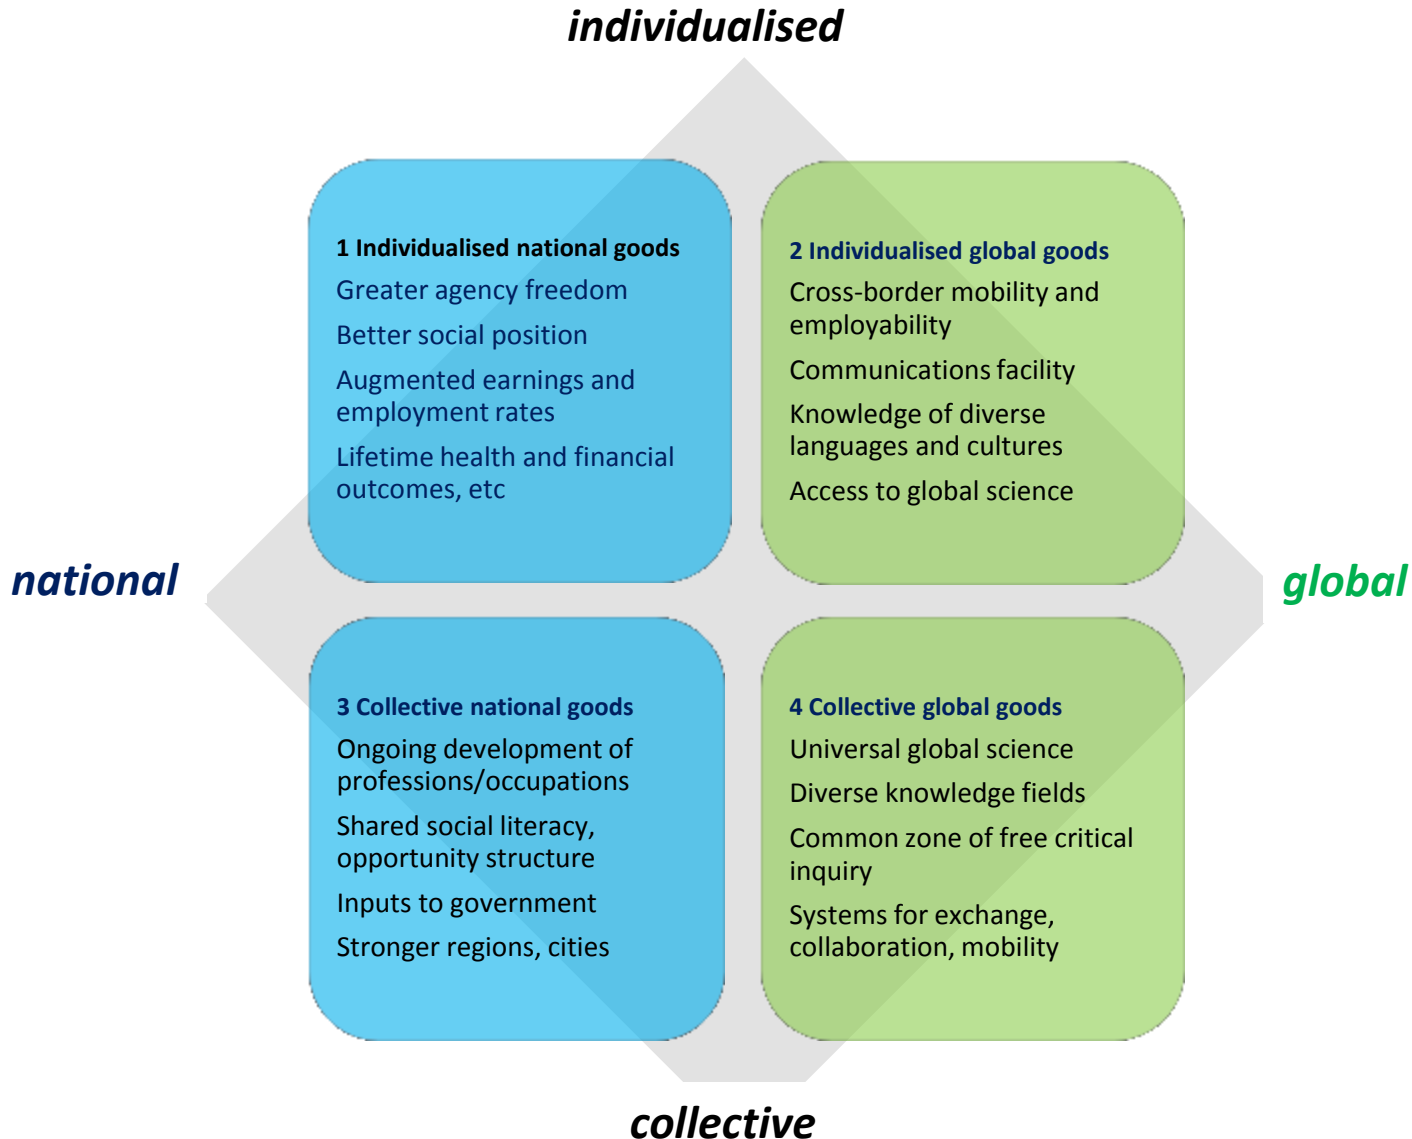 individualised
1 Individualised national goods
Greater agency freedom
Better social position
Augmented earnings and
employment rates
Lifetime health and financial
outcomes, etc
2 Individualised global goods
Cross-border mobility and
employability
Communications facility
Knowledge of diverse
languages and cultures
Access to global science
national
global
3 Collective national goods
Ongoing development of
professions/occupations
Shared social literacy,
opportunity structure
Inputs to government
Stronger regions, cities
4 Collective global goods
Universal global science
Diverse knowledge fields
Common zone of free critical
inquiry
Systems for exchange,
collaboration, mobility
collective